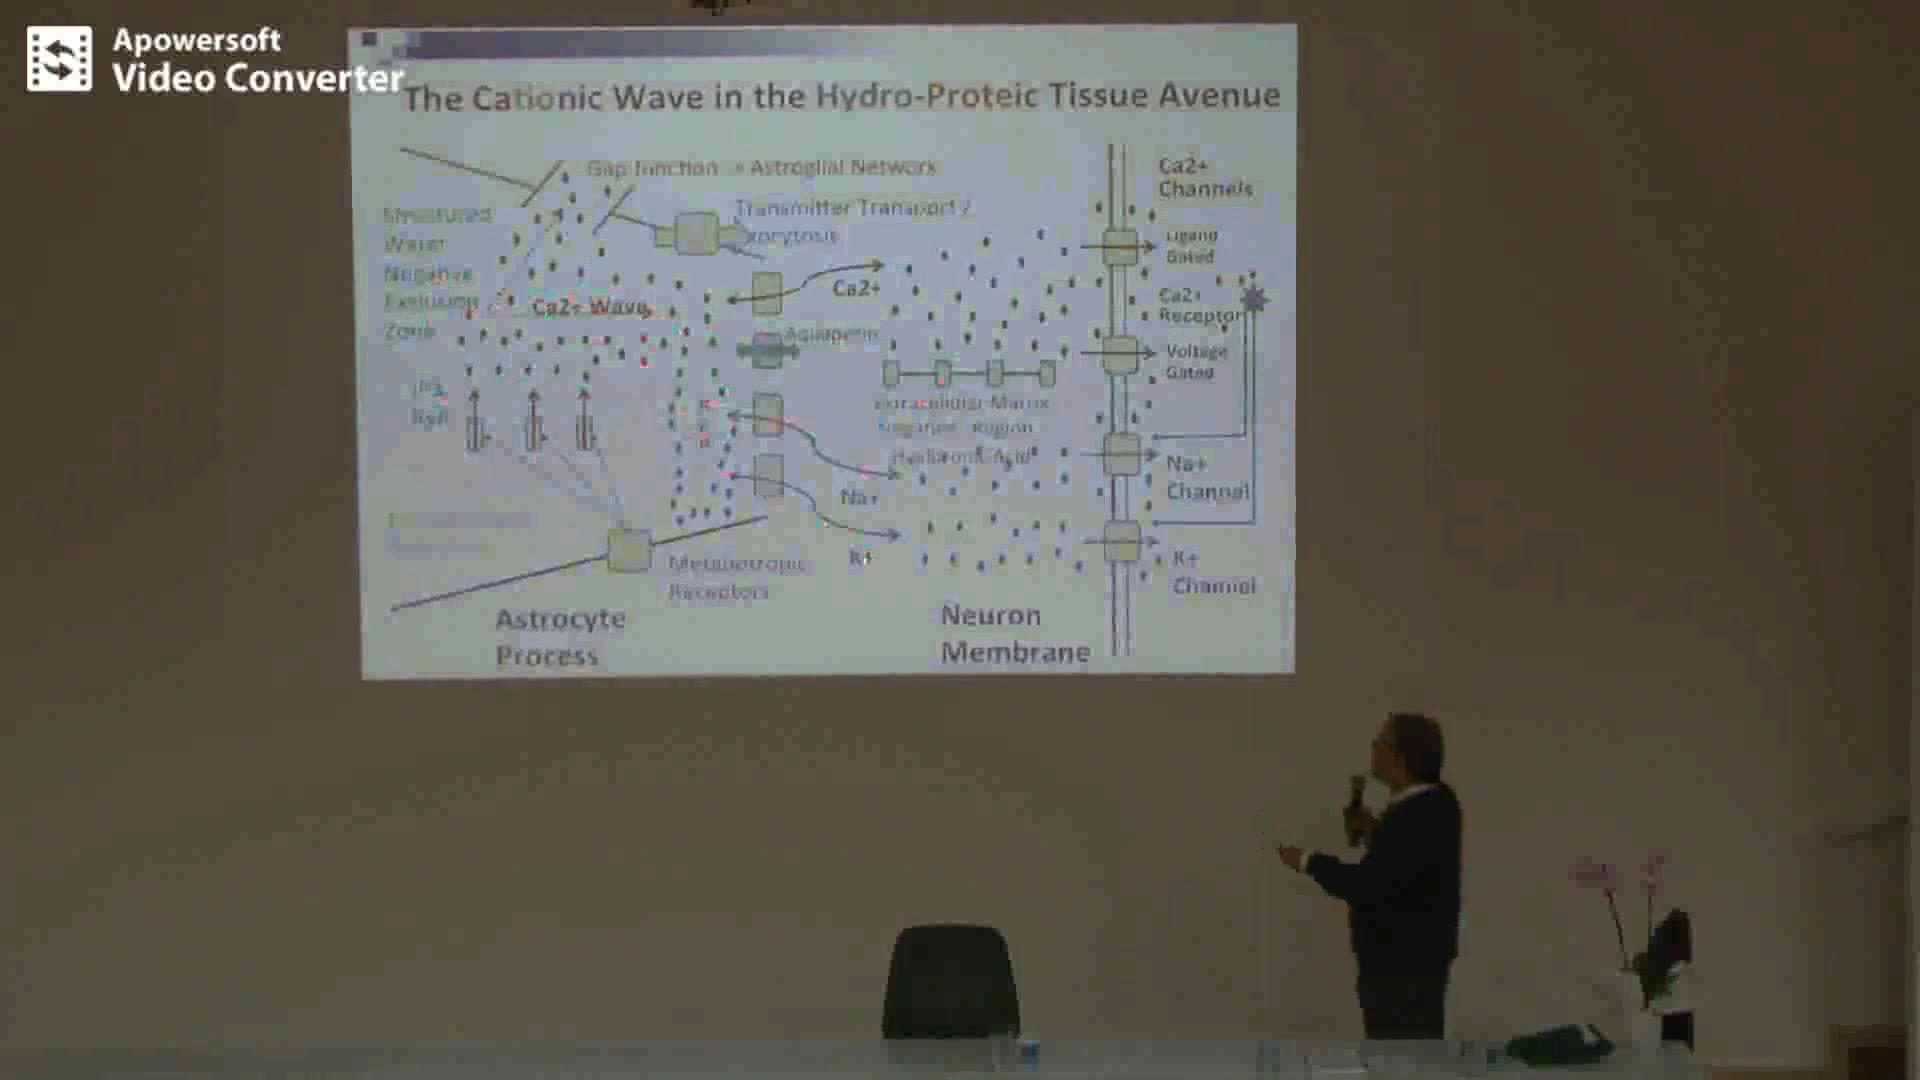 Apowersoft
Video Converter
The Cationic Wave in the Hydro-Proteic Tissue Avenue
Gap Junction → Astroglial Network
Transmitter Transport /
Structured
Water
Negative
Exclusion
Zone
Ca2+ Wave
Ca2+
Aquaporin
IP3
RyR
Extracellular Matrix
Negative Region
Hyaluronic Acid
Na+
K+
Metabotropic
Receptors
Astrocyte
Process
Neuron
Membrane
Ca2+
Channels
Ligand
Gated
Ca2+
Receptor
Voltage
Gated
Na+
Channel
K+
Channel